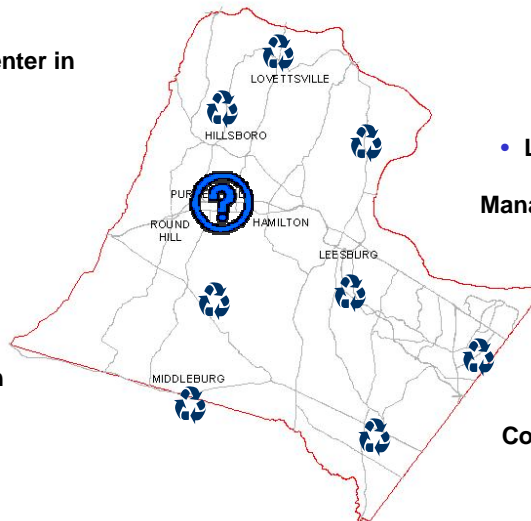 enter in
LOVETTSVILLE
HILLSBORO
• L
Mana
?
HAMILTON
ROUND
HILL
LEESBURG
MIDDLEBURG
Co